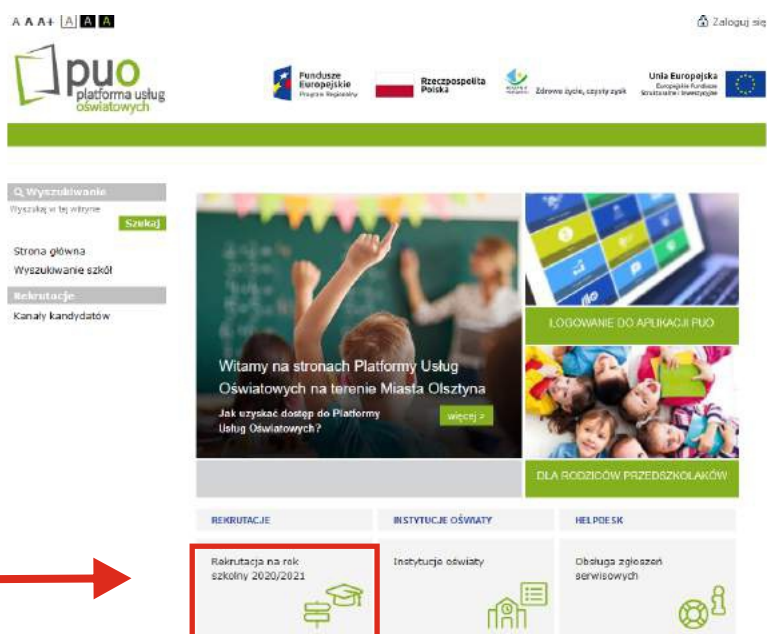 A A A+ A A A
Zaloguj się
puo
platforma usług
oświatowych
Fundusze
Europejskie
Program Regionalny
Rzeczpospolita
Polska
Zdrowe życie, czysty zysk
Unia Europejska
Europejskie Fundusze
Strukturalne i Inwestycyjne
Wyszukiwanie
Wyszukaj w tej witrynie
Szukaj
Strona główna
Wyszukiwanie szkół
Rekrutacje
Kanały kandydatów
Witamy na stronach Platformy Usług
Oświatowych na terenie Miasta Olsztyna
Jak uzyskać dostęp do Platformy
Usług Oświatowych?
więcej >
LOGOWANIE DO APLIKACJI PUO
DLA RODZICÓW PRZEDSZKOLAKÓW
REKRUTACJE
INSTYTUCJE OŚWIATY
HELPDESK
Rekrutacja na rok
szkolny 2020/2021
Instytucje oświaty
Obsługa zgłoszeń
serwisowych